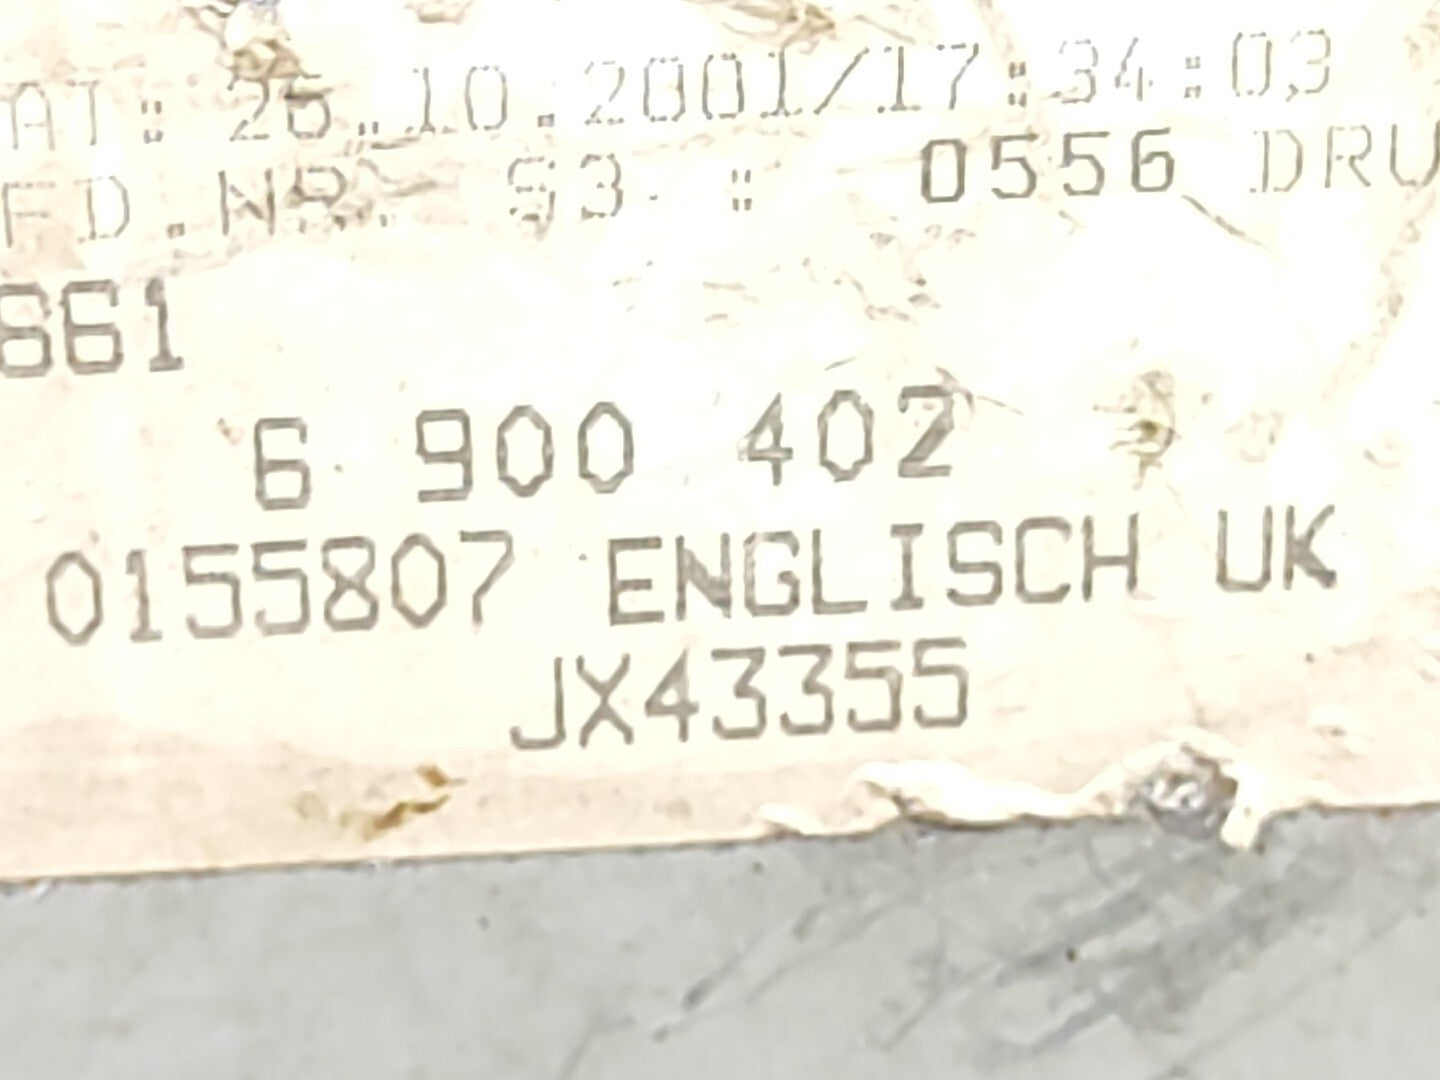 AT: 26.10.2001/17:34:03
FD.NR. S3 : 0556 DRU
661
6 900 402
0155807 ENGLISCH UK
JX43355